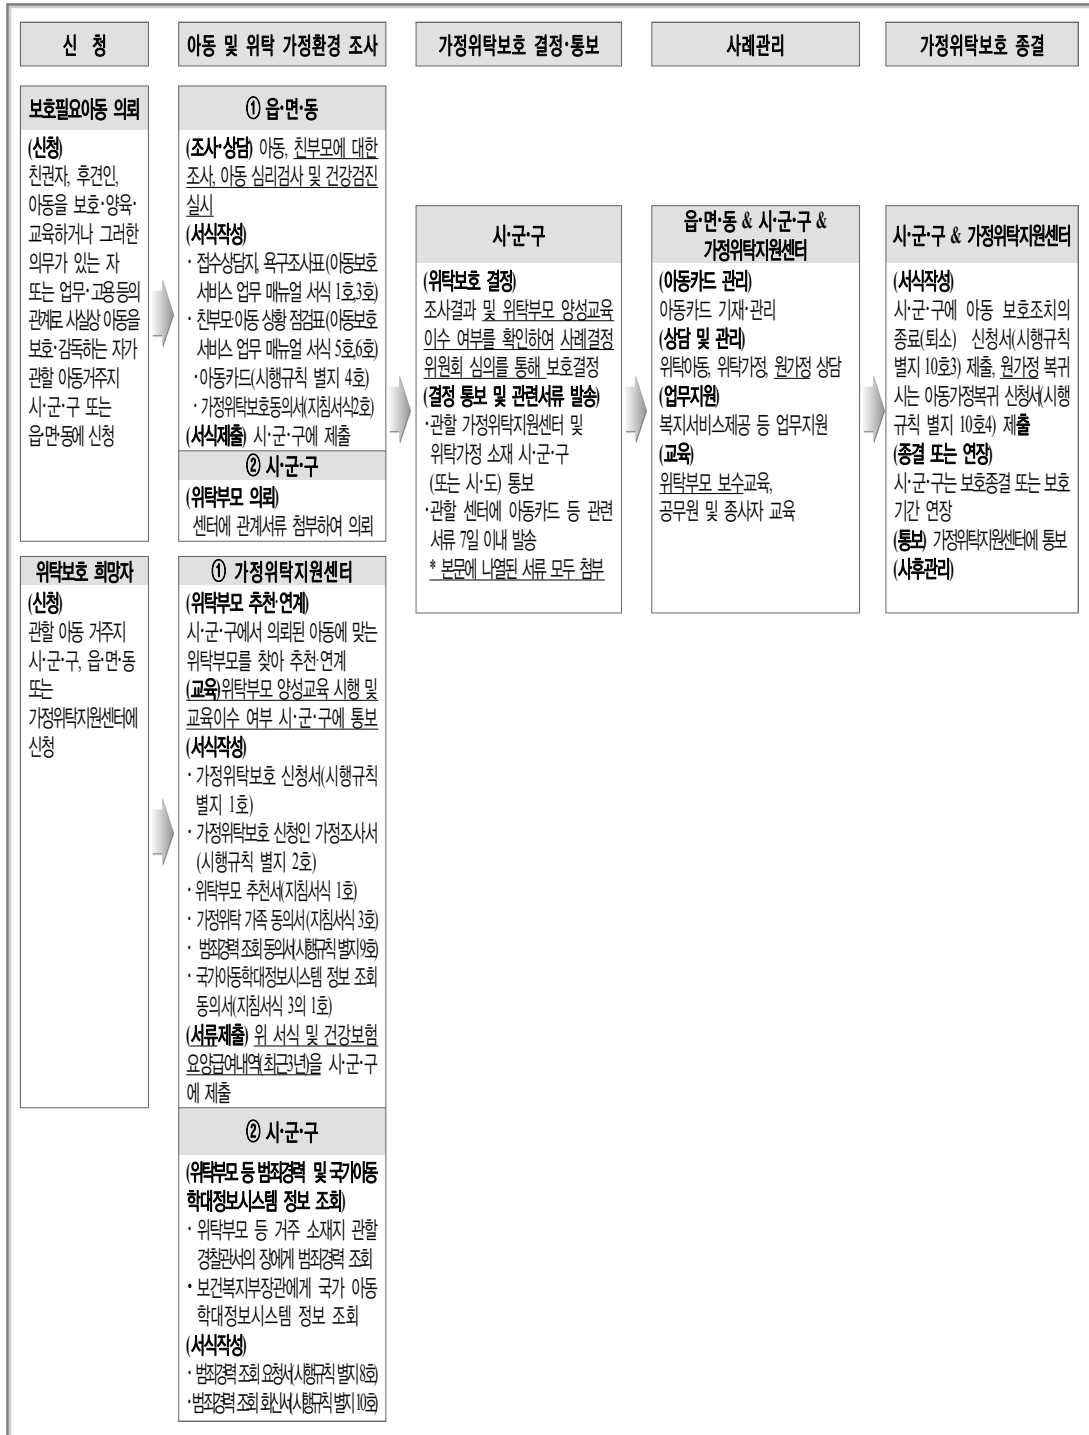 신 청
아동 및 위탁 가정환경 조사
가정위탁보호 결정·통보
사례관리
가정위탁보호 종결
보호필요아동 의뢰
(신청)
친권자, 후견인,
아동을 보호·양육·
교육하거나 그러한
의무가 있는 자
또는 업무·고용 등의
관계로 사실상 아동을
보호·감독하는 자가
관할 아동거주지
시·군·구 또는
읍·면·동에 신청
① 읍·면·동
(조사·상담) 아동, 친부모에 대한
조사, 아동 심리검사 및 건강검진
실시
(서식작성)
· 접수상담지, 욕구조사표(아동보호
서비스 업무 매뉴얼 서식 1호,3호)
· 친부모·아동 상황 점검표(아동보호
서비스 업무 매뉴얼 서식 5호,6호)
·아동카드(시행규칙 별지 4호)
· 가정위탁보호동의서(지침서식2호)
(서식제출) 시·군·구에 제출
② 시·군·구
(위탁부모 의뢰)
센터에 관계서류 첨부하여 의뢰
시·군·구
(위탁보호 결정)
조사결과 및 위탁부모 양성교육
이수 여부를 확인하여 사례결정
위원회 심의를 통해 보호결정
(결정 통보 및 관련서류 발송)
·관할 가정위탁지원센터 및
위탁가정 소재 시·군·구
(또는 시·도) 통보
·관할 센터에 아동카드 등 관련
서류 7일 이내 발송
* 본문에 나열된 서류 모두 첨부
읍·면·동 & 시·군·구 &
가정위탁지원센터
(아동카드 관리)
아동카드 기재·관리
(상담 및 관리)
위탁아동, 위탁가정, 원가정 상담
(업무지원)
복지서비스제공 등 업무지원
(교육)
위탁부모 보수교육,
공무원 및 종사자 교육
시·군·구 & 가정위탁지원센터
(서식작성)
시·군·구에 아동 보호조치의
종료(퇴소) 신청서(시행규칙
별지 10호3) 제출, 원가정 복귀
시는 아동가정복귀 신청서(시행
규칙 별지 10호4) 제출
(종결 또는 연장)
시·군·구는 보호종결 또는 보호
기간 연장
(통보) 가정위탁지원센터에 통보
(사후관리)
위탁보호 희망자
(신청)
관할 아동 거주지
시·군·구, 읍·면·동
또는
가정위탁지원센터에
신청
① 가정위탁지원센터
(위탁부모 추천·연계)
시·군·구에서 의뢰된 아동에 맞는
위탁부모를 찾아 추천·연계
(교육)위탁부모 양성교육 시행 및
교육이수 여부 시·군·구에 통보
(서식작성)
· 가정위탁보호 신청서(시행규칙
별지 1호)
· 가정위탁보호 신청인 가정조사서
(시행규칙 별지 2호)
· 위탁부모 추천서(지침서식 1호)
· 가정위탁 가족 동의서(지침서식 3호)
· 범죄경력 조회 동의서(시행규칙 별지 9호)
· 국가아동학대정보시스템 정보 조회
동의서(지침서식 3의 1호)
(서류제출) 위 서식 및 건강보험
요양급여내역(최근3년)을 시·군·구
에 제출
② 시·군·구
(위탁부모 등 범죄경력 및 국가아동
학대정보시스템 정보 조회)
· 위탁부모 등 거주 소재지 관할
경찰관서의 장에게 범죄경력 조회
· 보건복지부장관에게 국가 아동
학대정보시스템 정보 조회
(서식작성)
· 범죄경력 조회 요청서(시행규칙 별지 8호)
·범죄경력 조회 회신서(시행규칙 별지 10호)